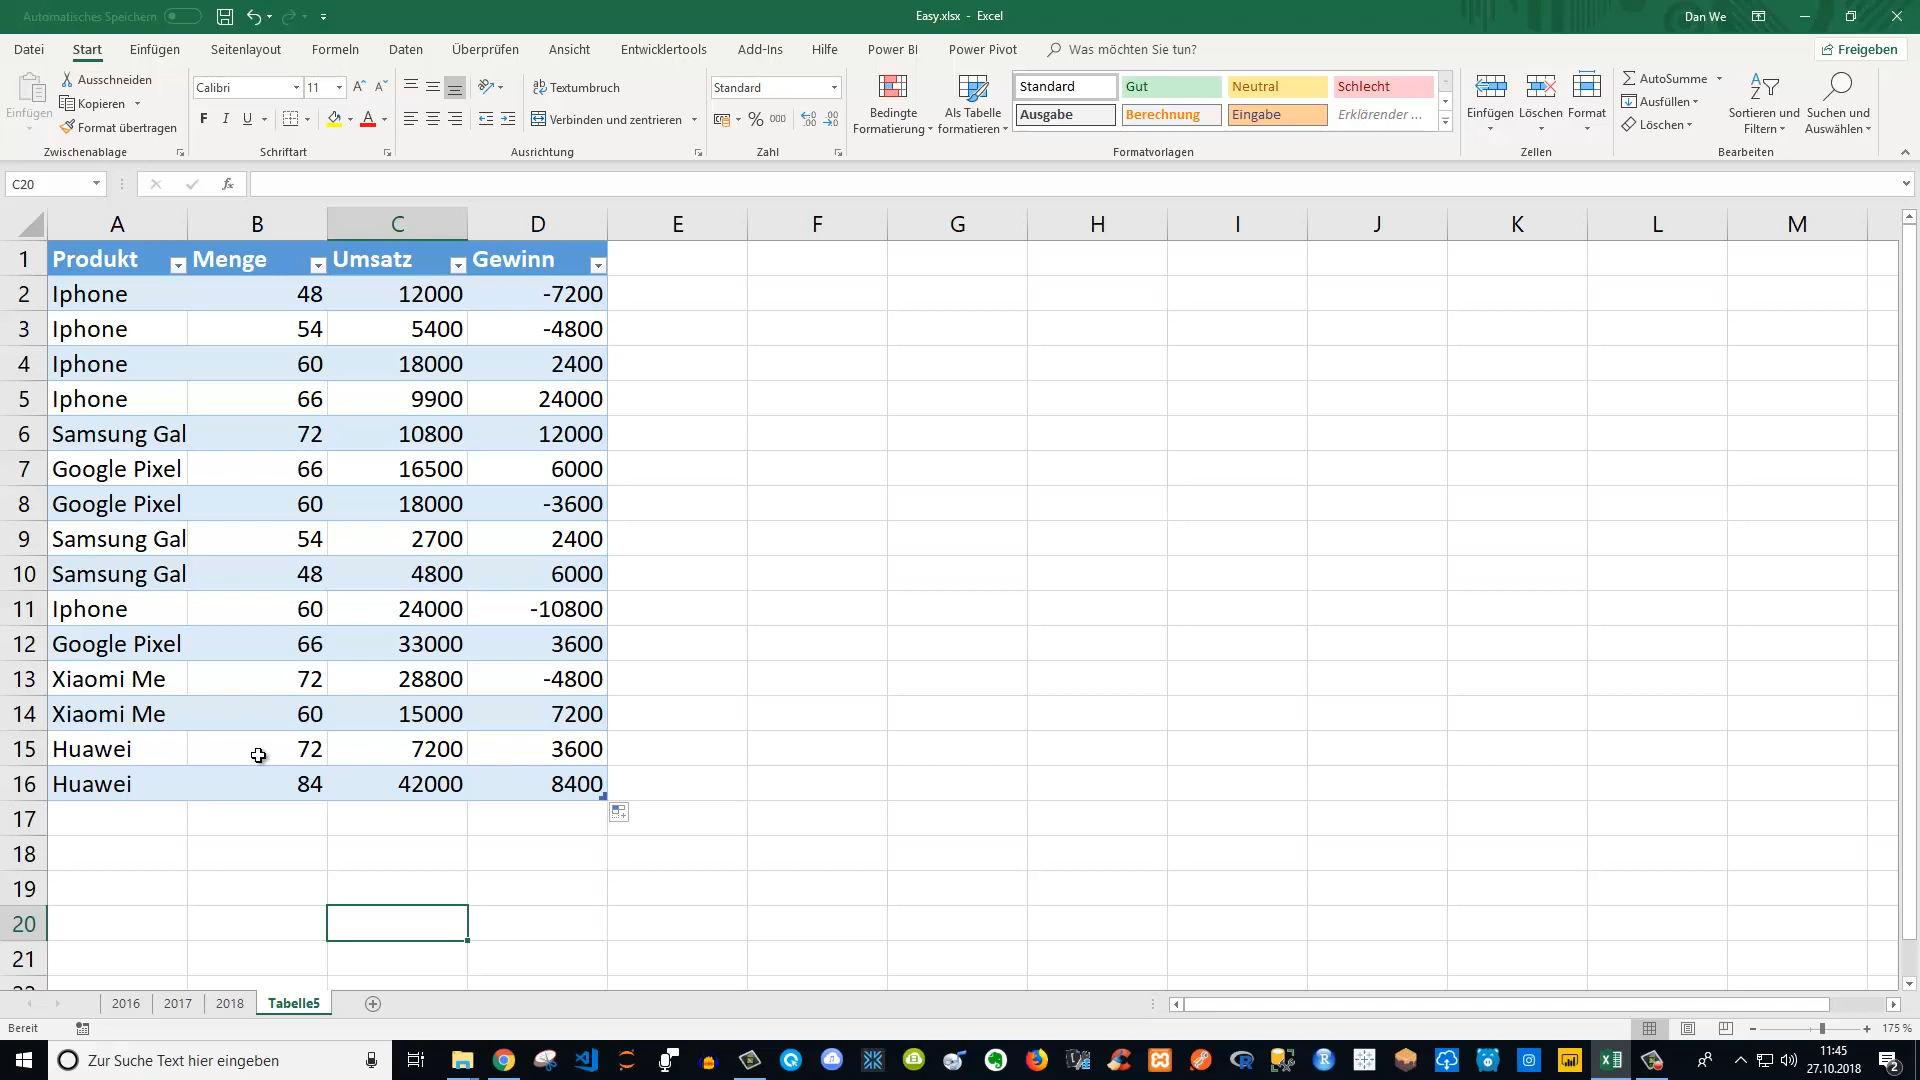 Automatisches Speichern
Easy.xlsx - Excel
Dan We
Datei Start Einfügen Seitenlayout Formeln Daten Überprüfen Ansicht Entwicklertools Add-Ins Hilfe Power BI Power Pivot Was möchten Sie tun? Freigeben
Einfügen
Ausschneiden
Kopieren
Format übertragen
Zwischenablage
Calibri 11
F K U
Schriftart
Textumbruch
Verbinden und zentrieren
Ausrichtung
Standard
% 000
Zahl
Bedingte Formatierung
Als Tabelle formatieren
Standard Gut Neutral Schlecht
Ausgabe Berechnung Eingabe Erklärender ...
Formatvorlagen
Einfügen Löschen Format
Zellen
AutoSumme
Ausfüllen
Löschen
Sortieren und Filtern
Suchen und Auswählen
Bearbeiten
C20 fx
A B C D E F G H I J K L M
1 Produkt Menge Umsatz Gewinn
2 Iphone 48 12000 -7200
3 Iphone 54 5400 -4800
4 Iphone 60 18000 2400
5 Iphone 66 9900 24000
6 Samsung Gal 72 10800 12000
7 Google Pixel 66 16500 6000
8 Google Pixel 60 18000 -3600
9 Samsung Gal 54 2700 2400
10 Samsung Gal 48 4800 6000
11 Iphone 60 24000 -10800
12 Google Pixel 66 33000 3600
13 Xiaomi Me 72 28800 -4800
14 Xiaomi Me 60 15000 7200
15 Huawei 72 7200 3600
16 Huawei 84 42000 8400
17
18
19
20
21
2016 2017 2018 Tabelle5
Bereit
175 %
Zur Suche Text hier eingeben
11:45
27.10.2018
2